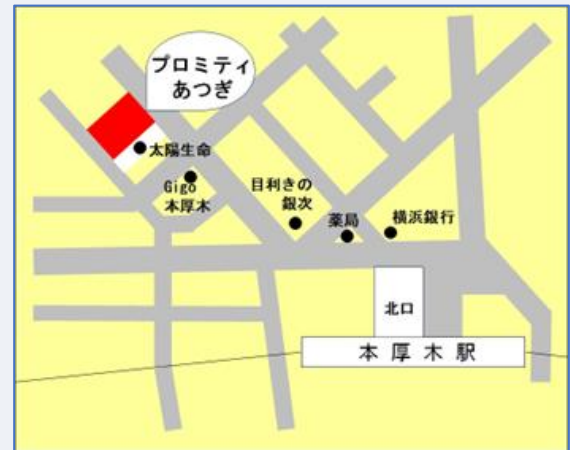 プロミティ
あつぎ
太陽生命
Gigo
本厚木
目利きの
銀次
薬局
横浜銀行
北口
本厚木駅